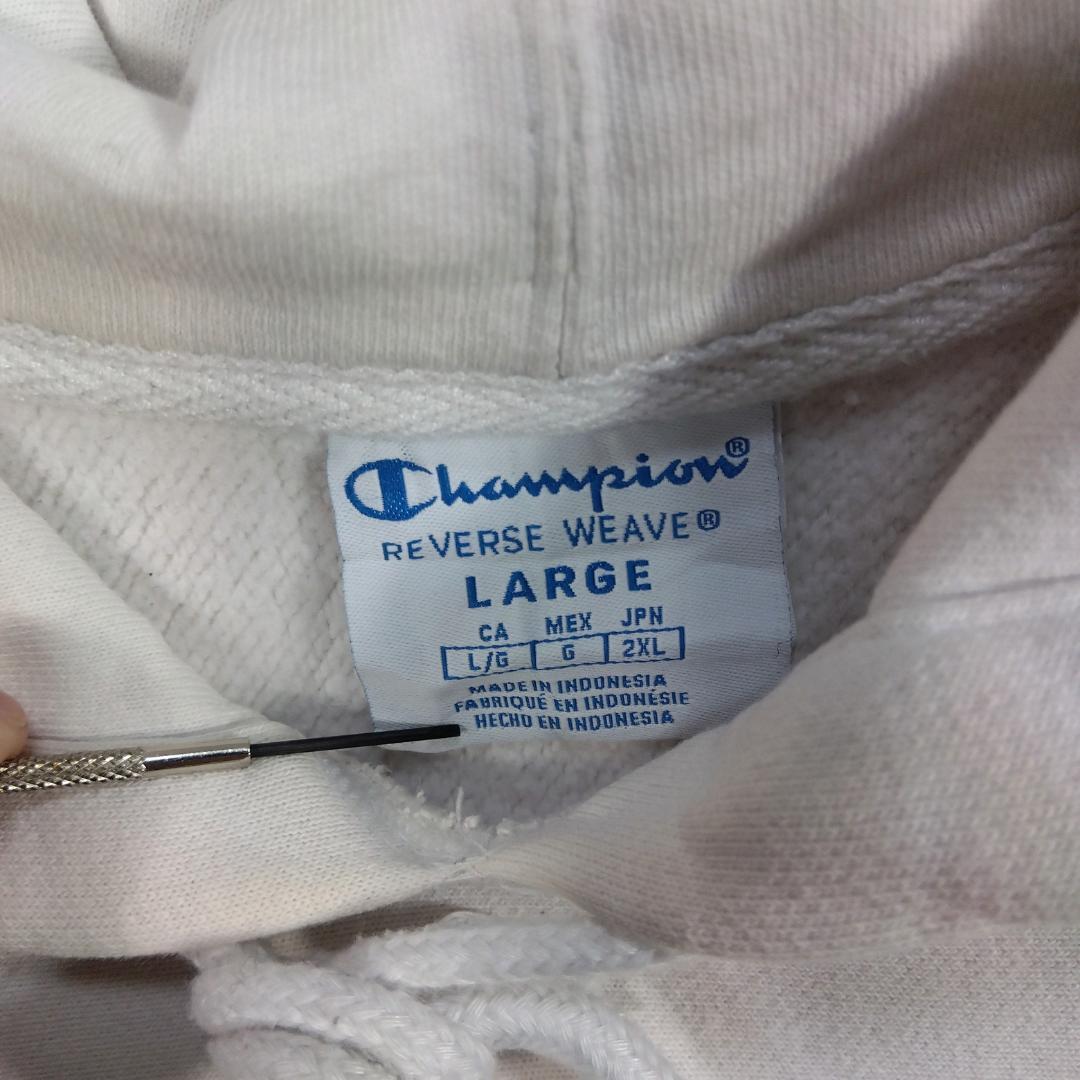 Champion®
REVERSE WEAVE®
LARGE
CA MEX JPN
L/G G 2XL
MADE IN INDONESIA
FABRIQUÉ EN INDONÉSIE
HECHO EN INDONESIA